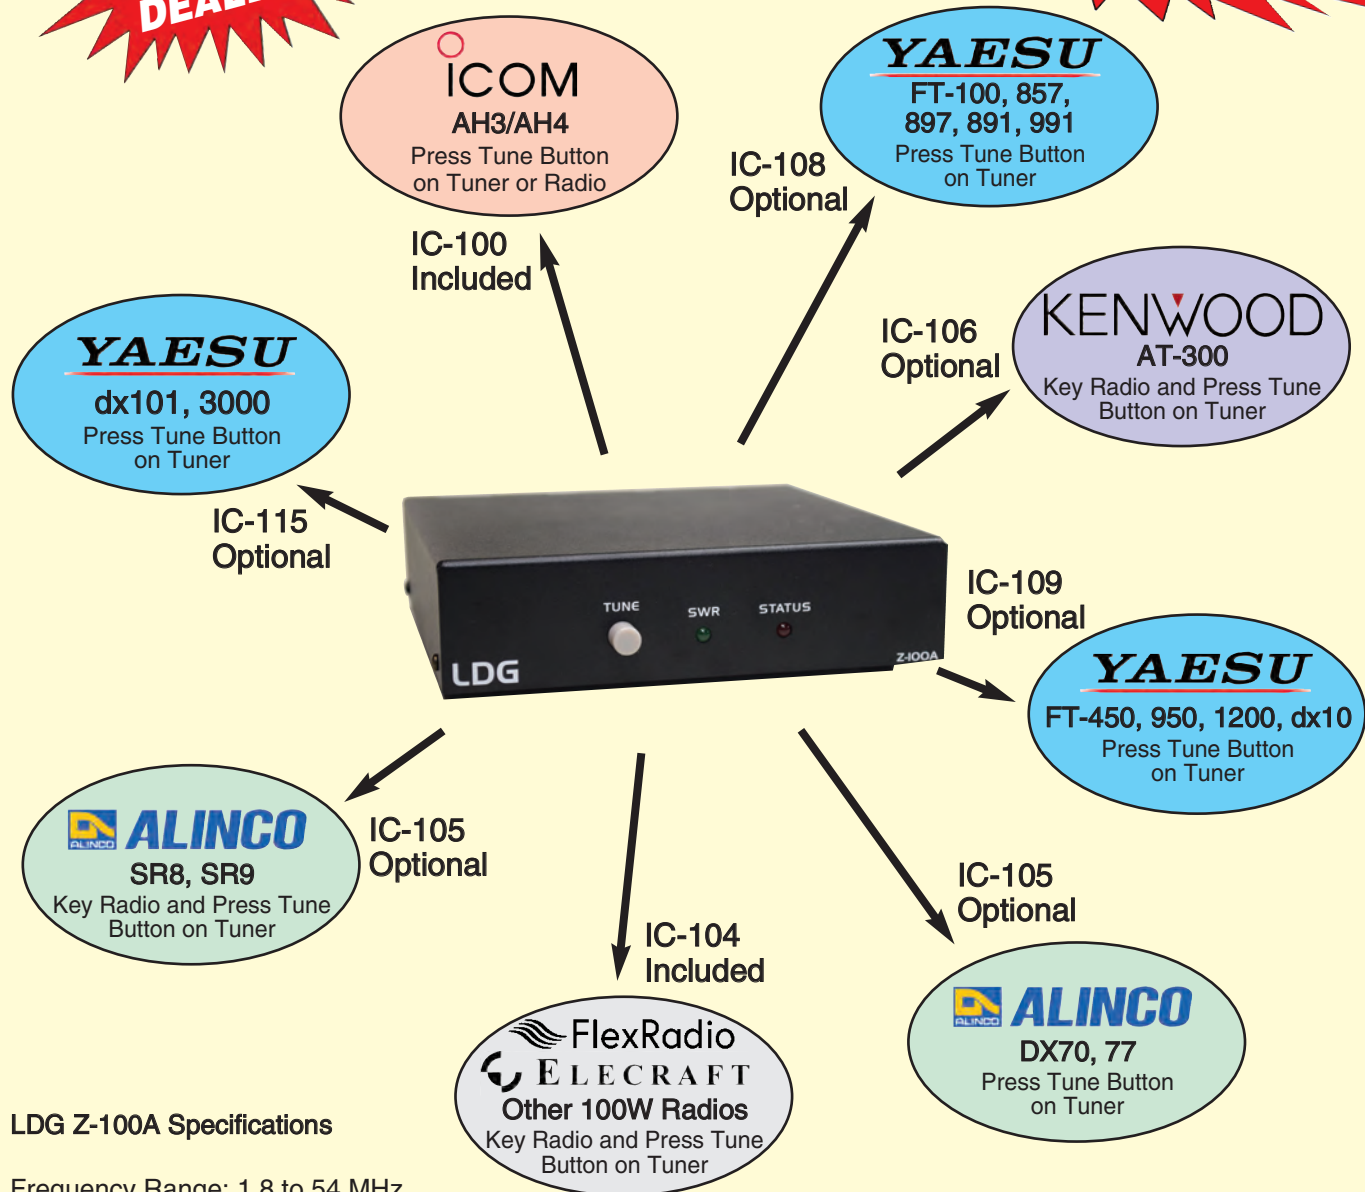 DEALER
ICOM
AH3/AH4
Press Tune Button
on Tuner or Radio
IC-100
Included
YAESU
FT-100, 857,
897, 891, 991
Press Tune Button
on Tuner
IC-108
Optional
KENWOOD
AT-300
Key Radio and Press Tune
Button on Tuner
IC-106
Optional
YAESU
dx101, 3000
Press Tune Button
on Tuner
IC-115
Optional
TUNE
SWR
STATUS
LDG
Z-100A
IC-109
Optional
YAESU
FT-450, 950, 1200, dx10
Press Tune Button
on Tuner
ALINCO
ALINCO
SR8, SR9
Key Radio and Press Tune
Button on Tuner
IC-105
Optional
IC-104
Included
FlexRadio
ELECRAFT
Other 100W Radios
Key Radio and Press Tune
Button on Tuner
IC-105
Optional
ALINCO
ALINCO
DX70, 77
Press Tune Button
on Tuner
LDG Z-100A Specifications
Frequency Range: 1.8 to 54 MHz